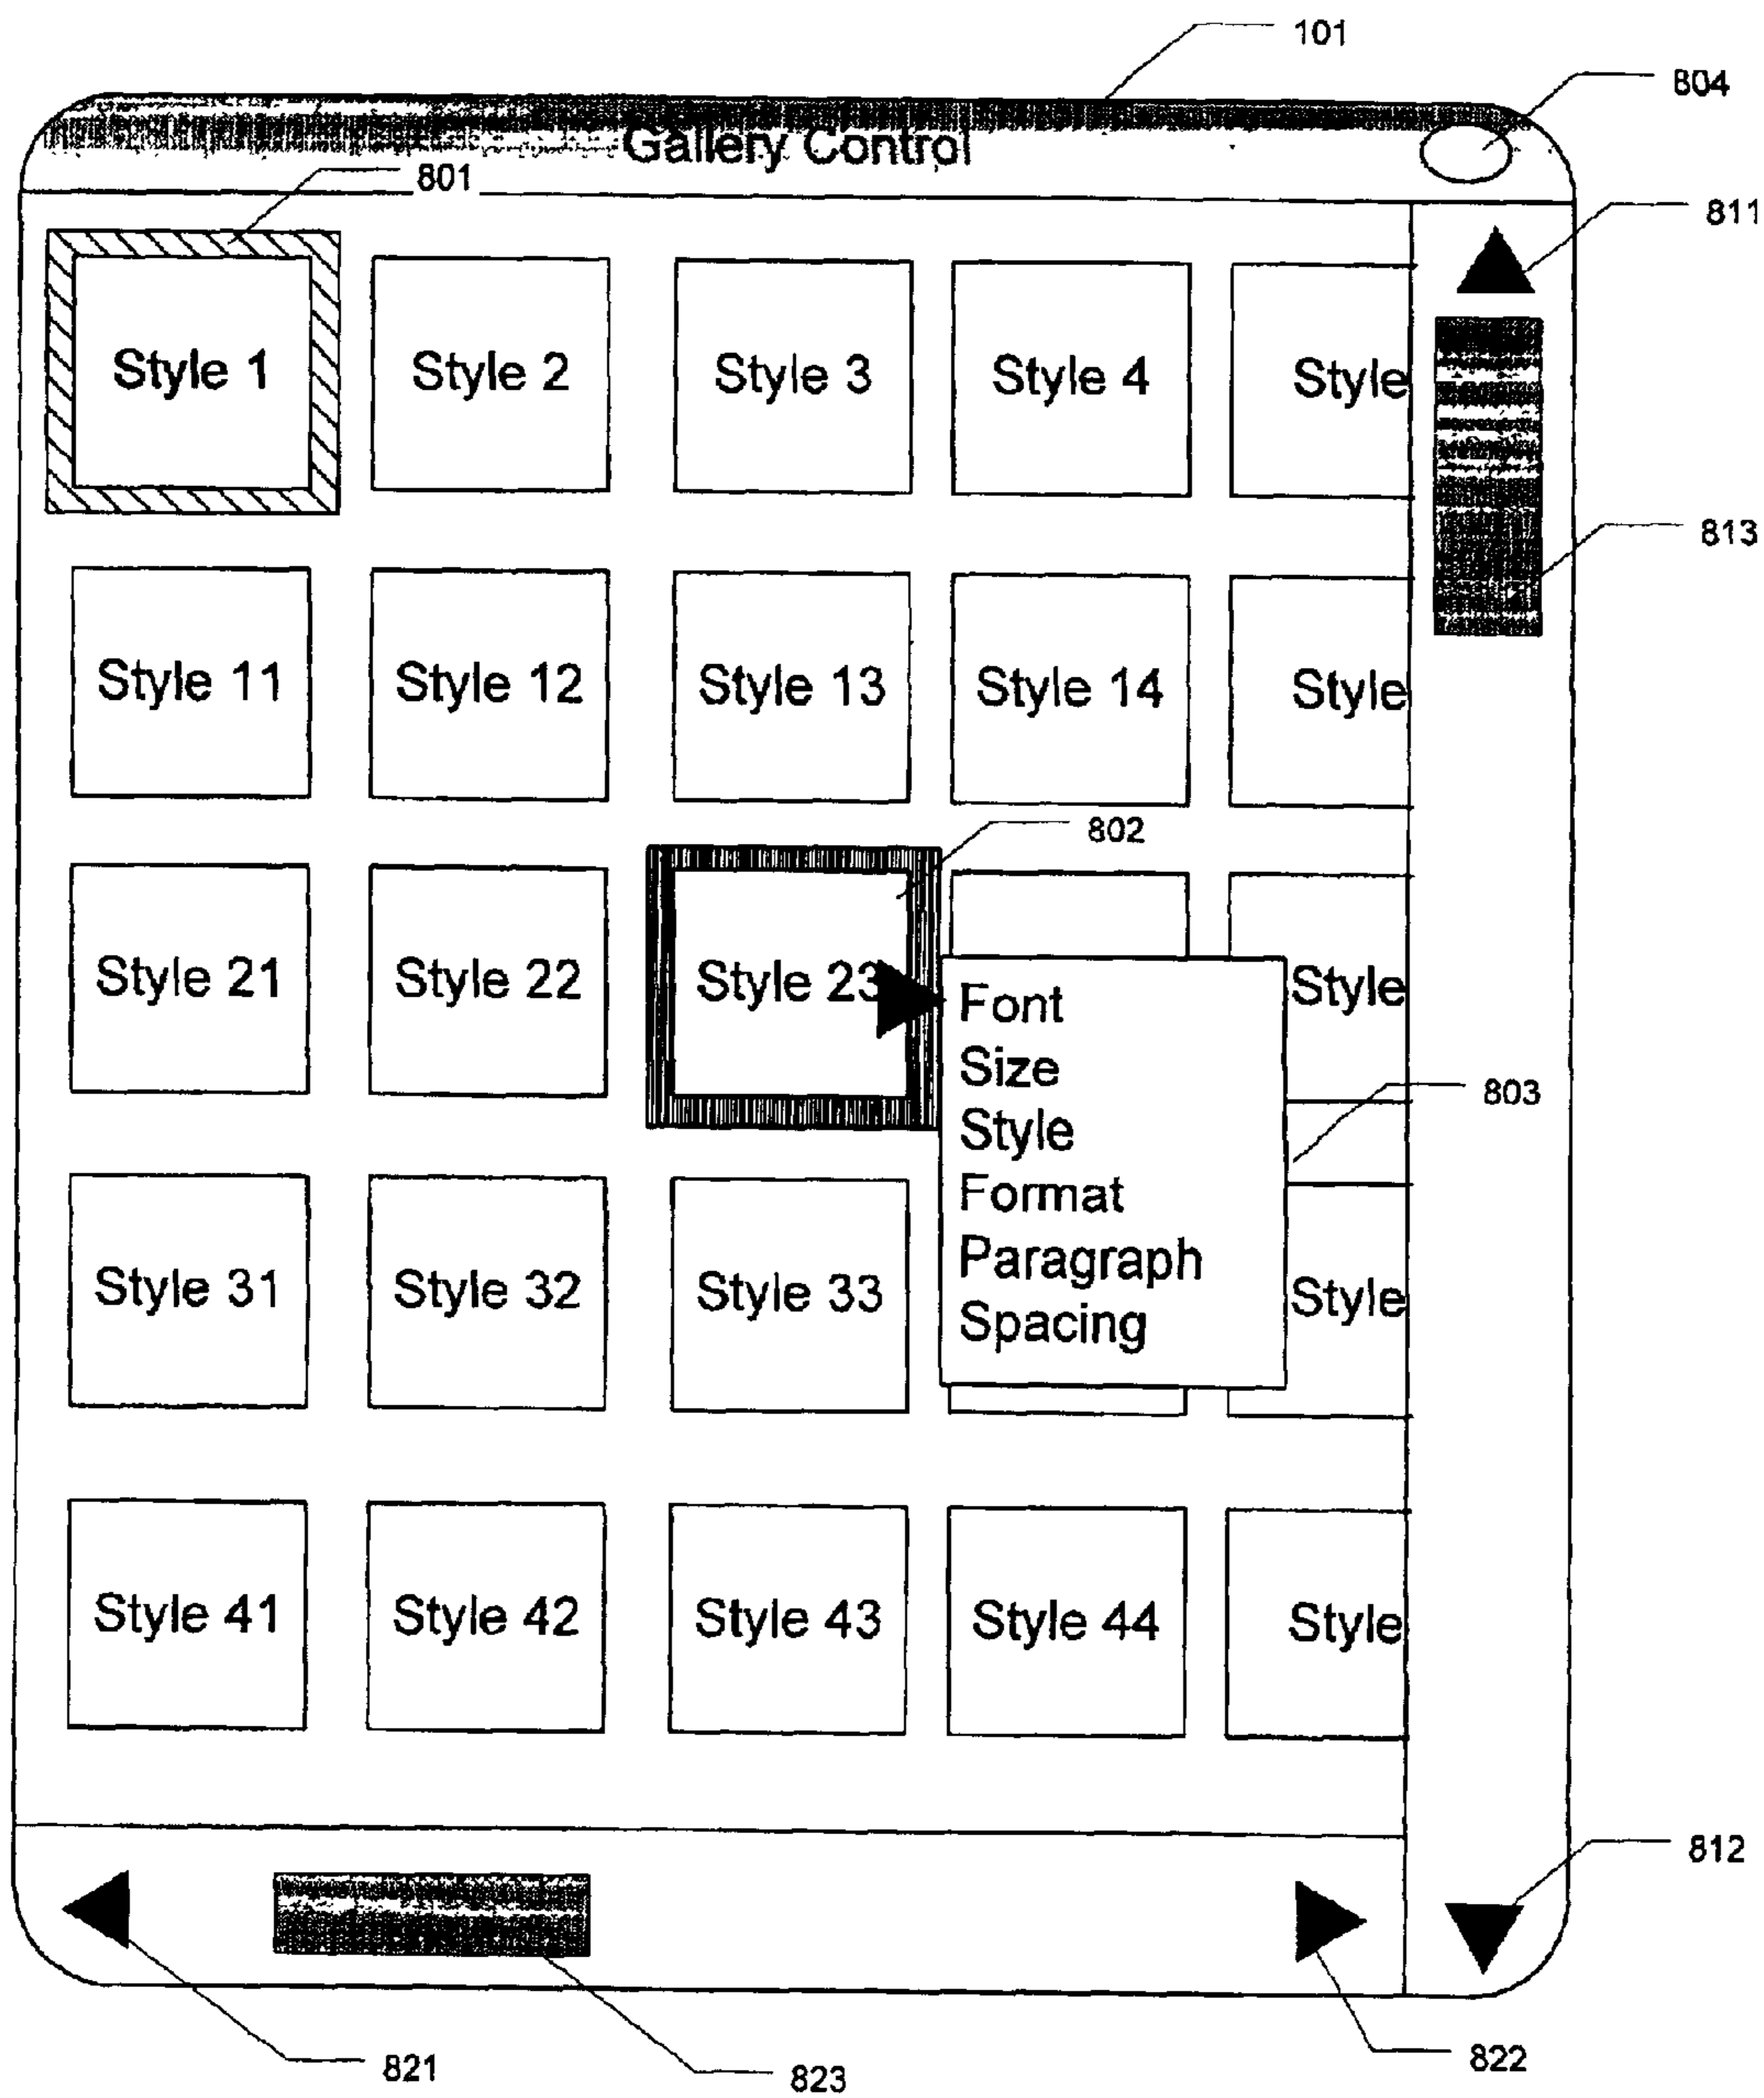 101
804
Gallery Control
801
811
Style 1
Style 2
Style 3
Style 4
Style
813
Style 11
Style 12
Style 13
Style 14
Style
802
Style 21
Style 22
Style 23
Style
Font
Size
Style
Format
Paragraph
Spacing
803
Style 31
Style 32
Style 33
Style
Style 41
Style 42
Style 43
Style 44
Style
812
821
823
822